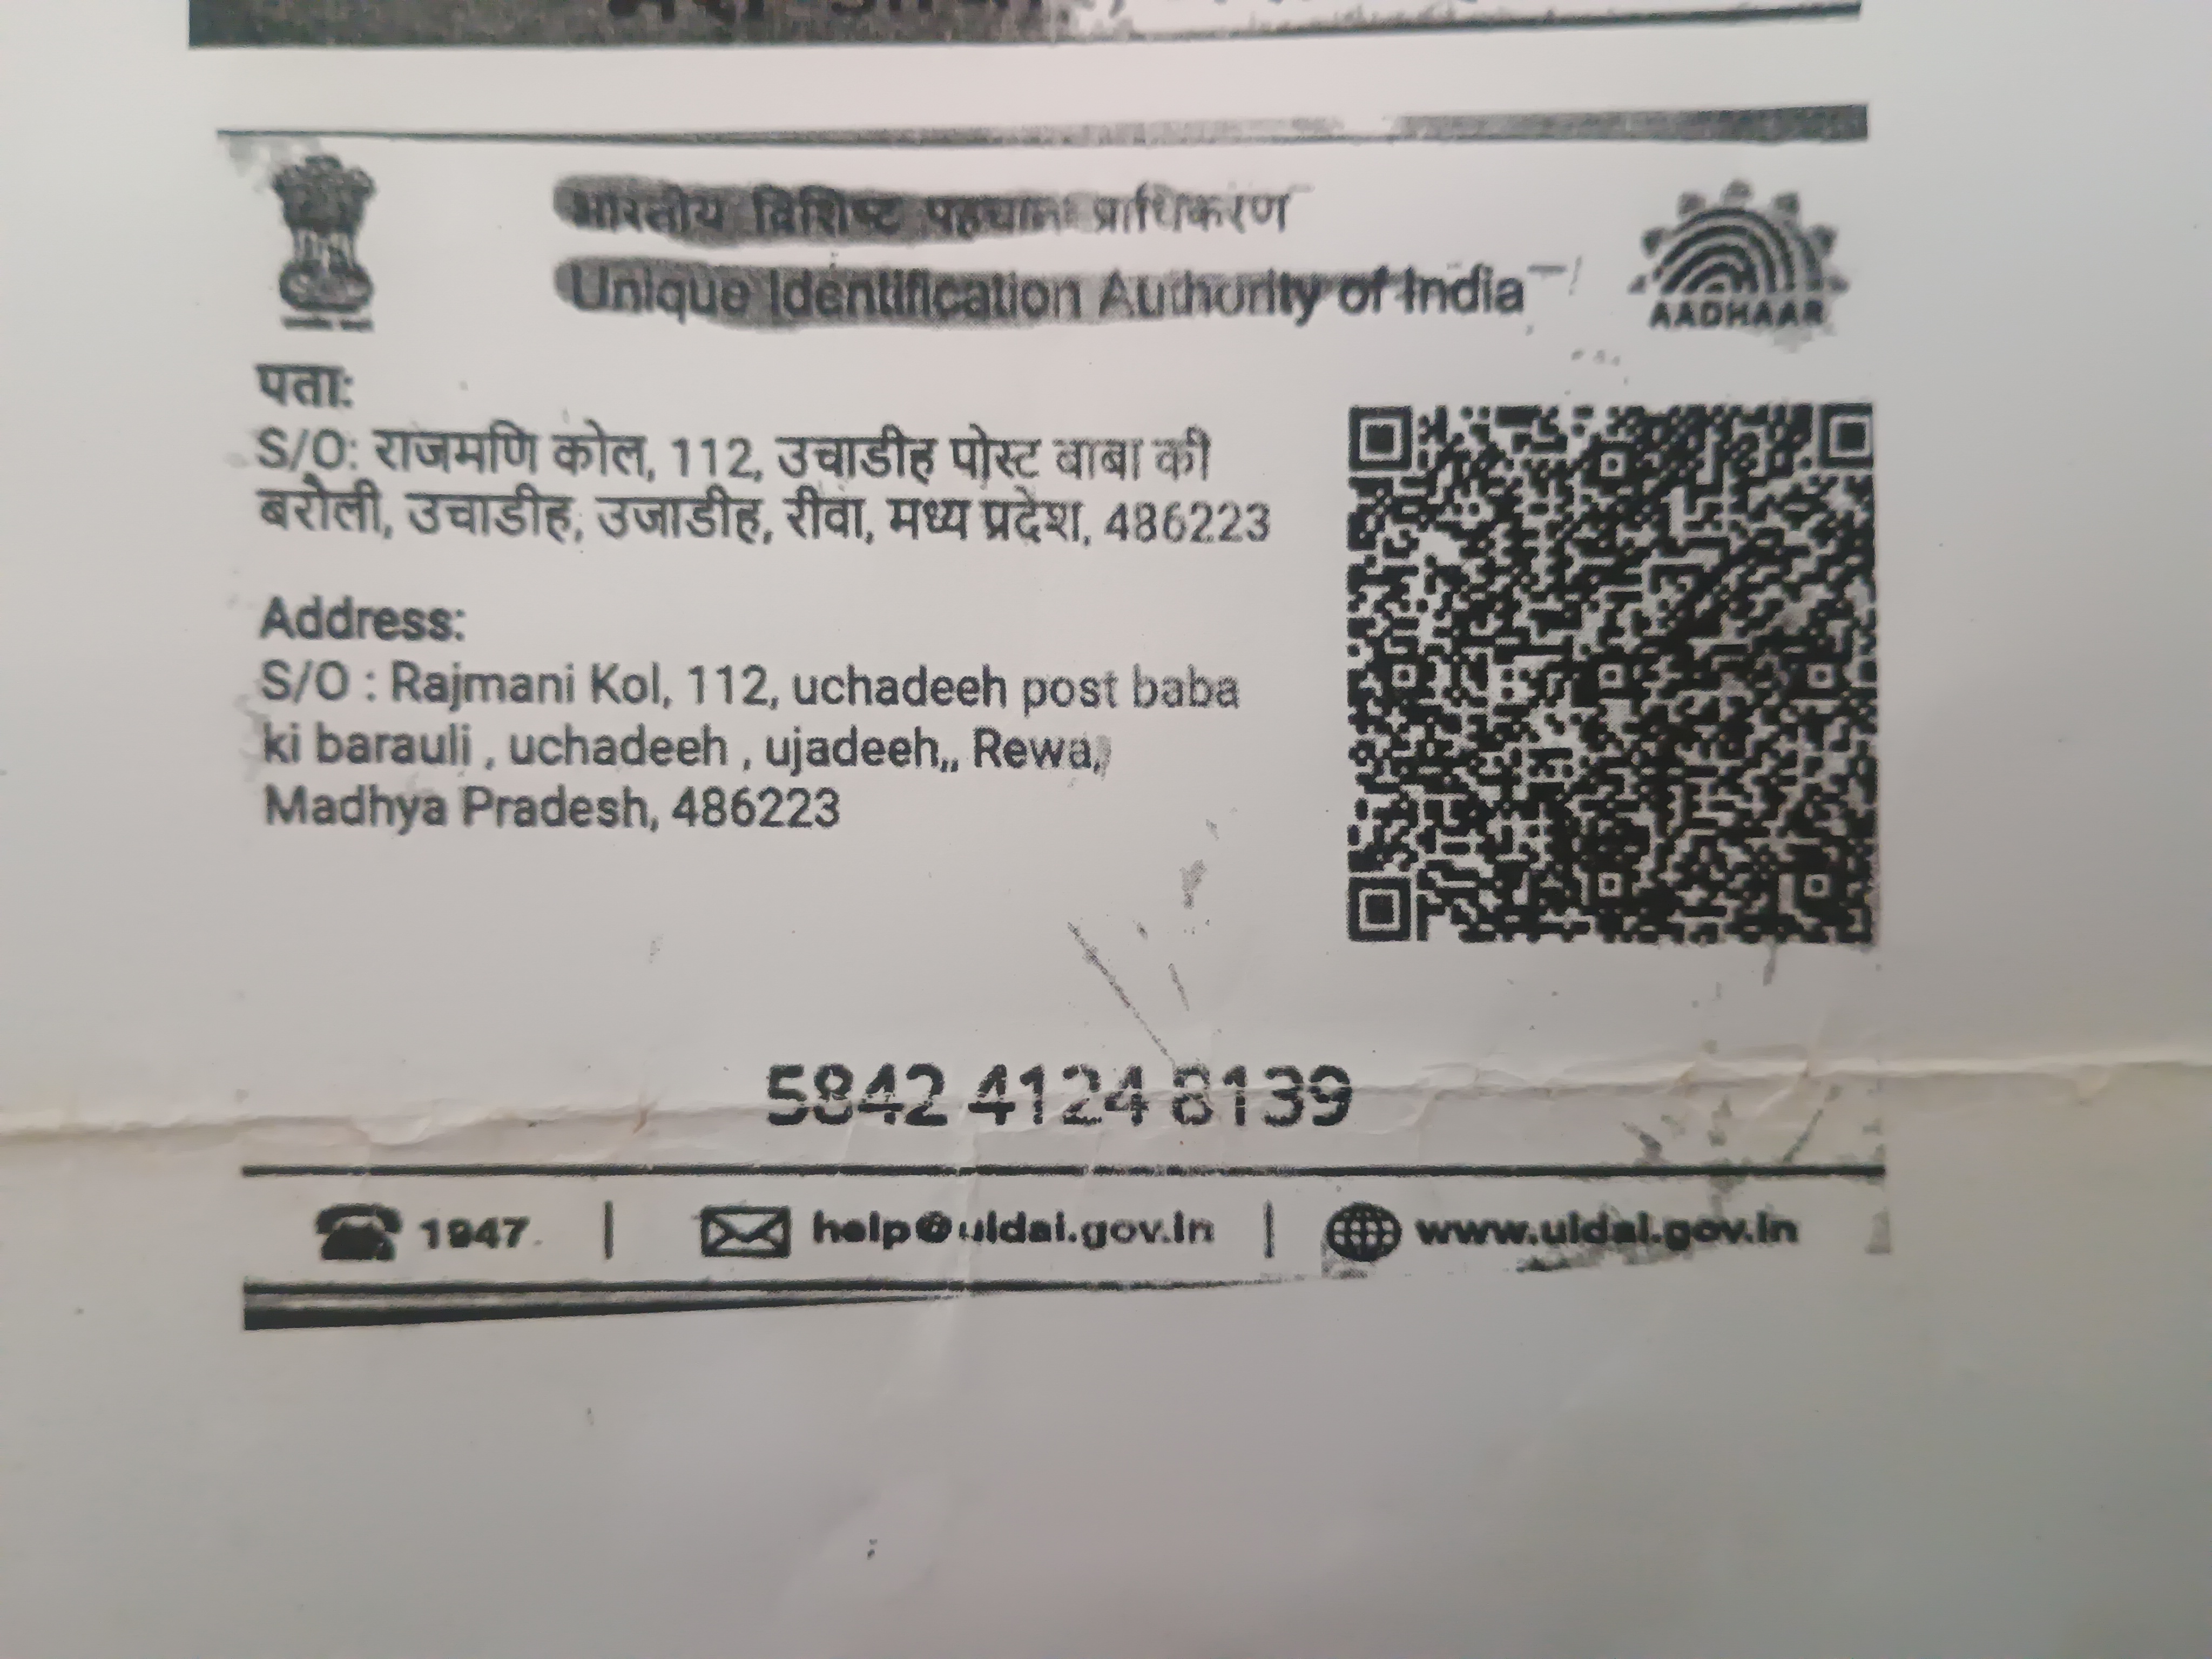 भारतीय विशिष्ट पहचान प्राधिकरण
Unique Identification Authority of India
AADHAAR
पता:
S/O: राजमणि कोल, 112, उचाडीह पोस्ट बाबा की
बरौली, उचाडीह, उजाडीह, रीवा, मध्य प्रदेश, 486223
Address:
S/O : Rajmani Kol, 112, uchadeeh post baba
ki barauli , uchadeeh , ujadeeh,, Rewa,
Madhya Pradesh, 486223
5842 4124 8139
1947 | help@uidai.gov.in | www.uidai.gov.in